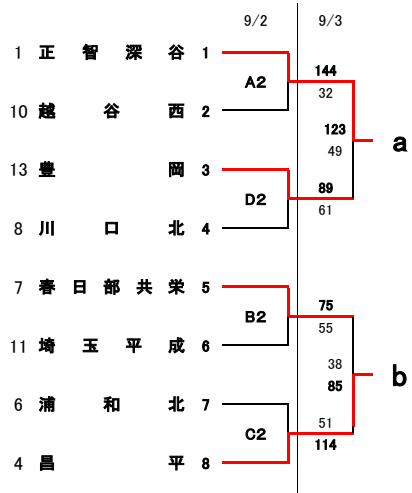 9/2 9/3
1 正智深谷 1
144
A2
32
10 越谷西 2
123
49
a
13 豊岡 3
89
D2
61
8 川口北 4
7 春日部共栄 5
75
B2
55
11 埼玉平成 6
38
b
85
6 浦和北 7
51
C2
114
4 昌平 8